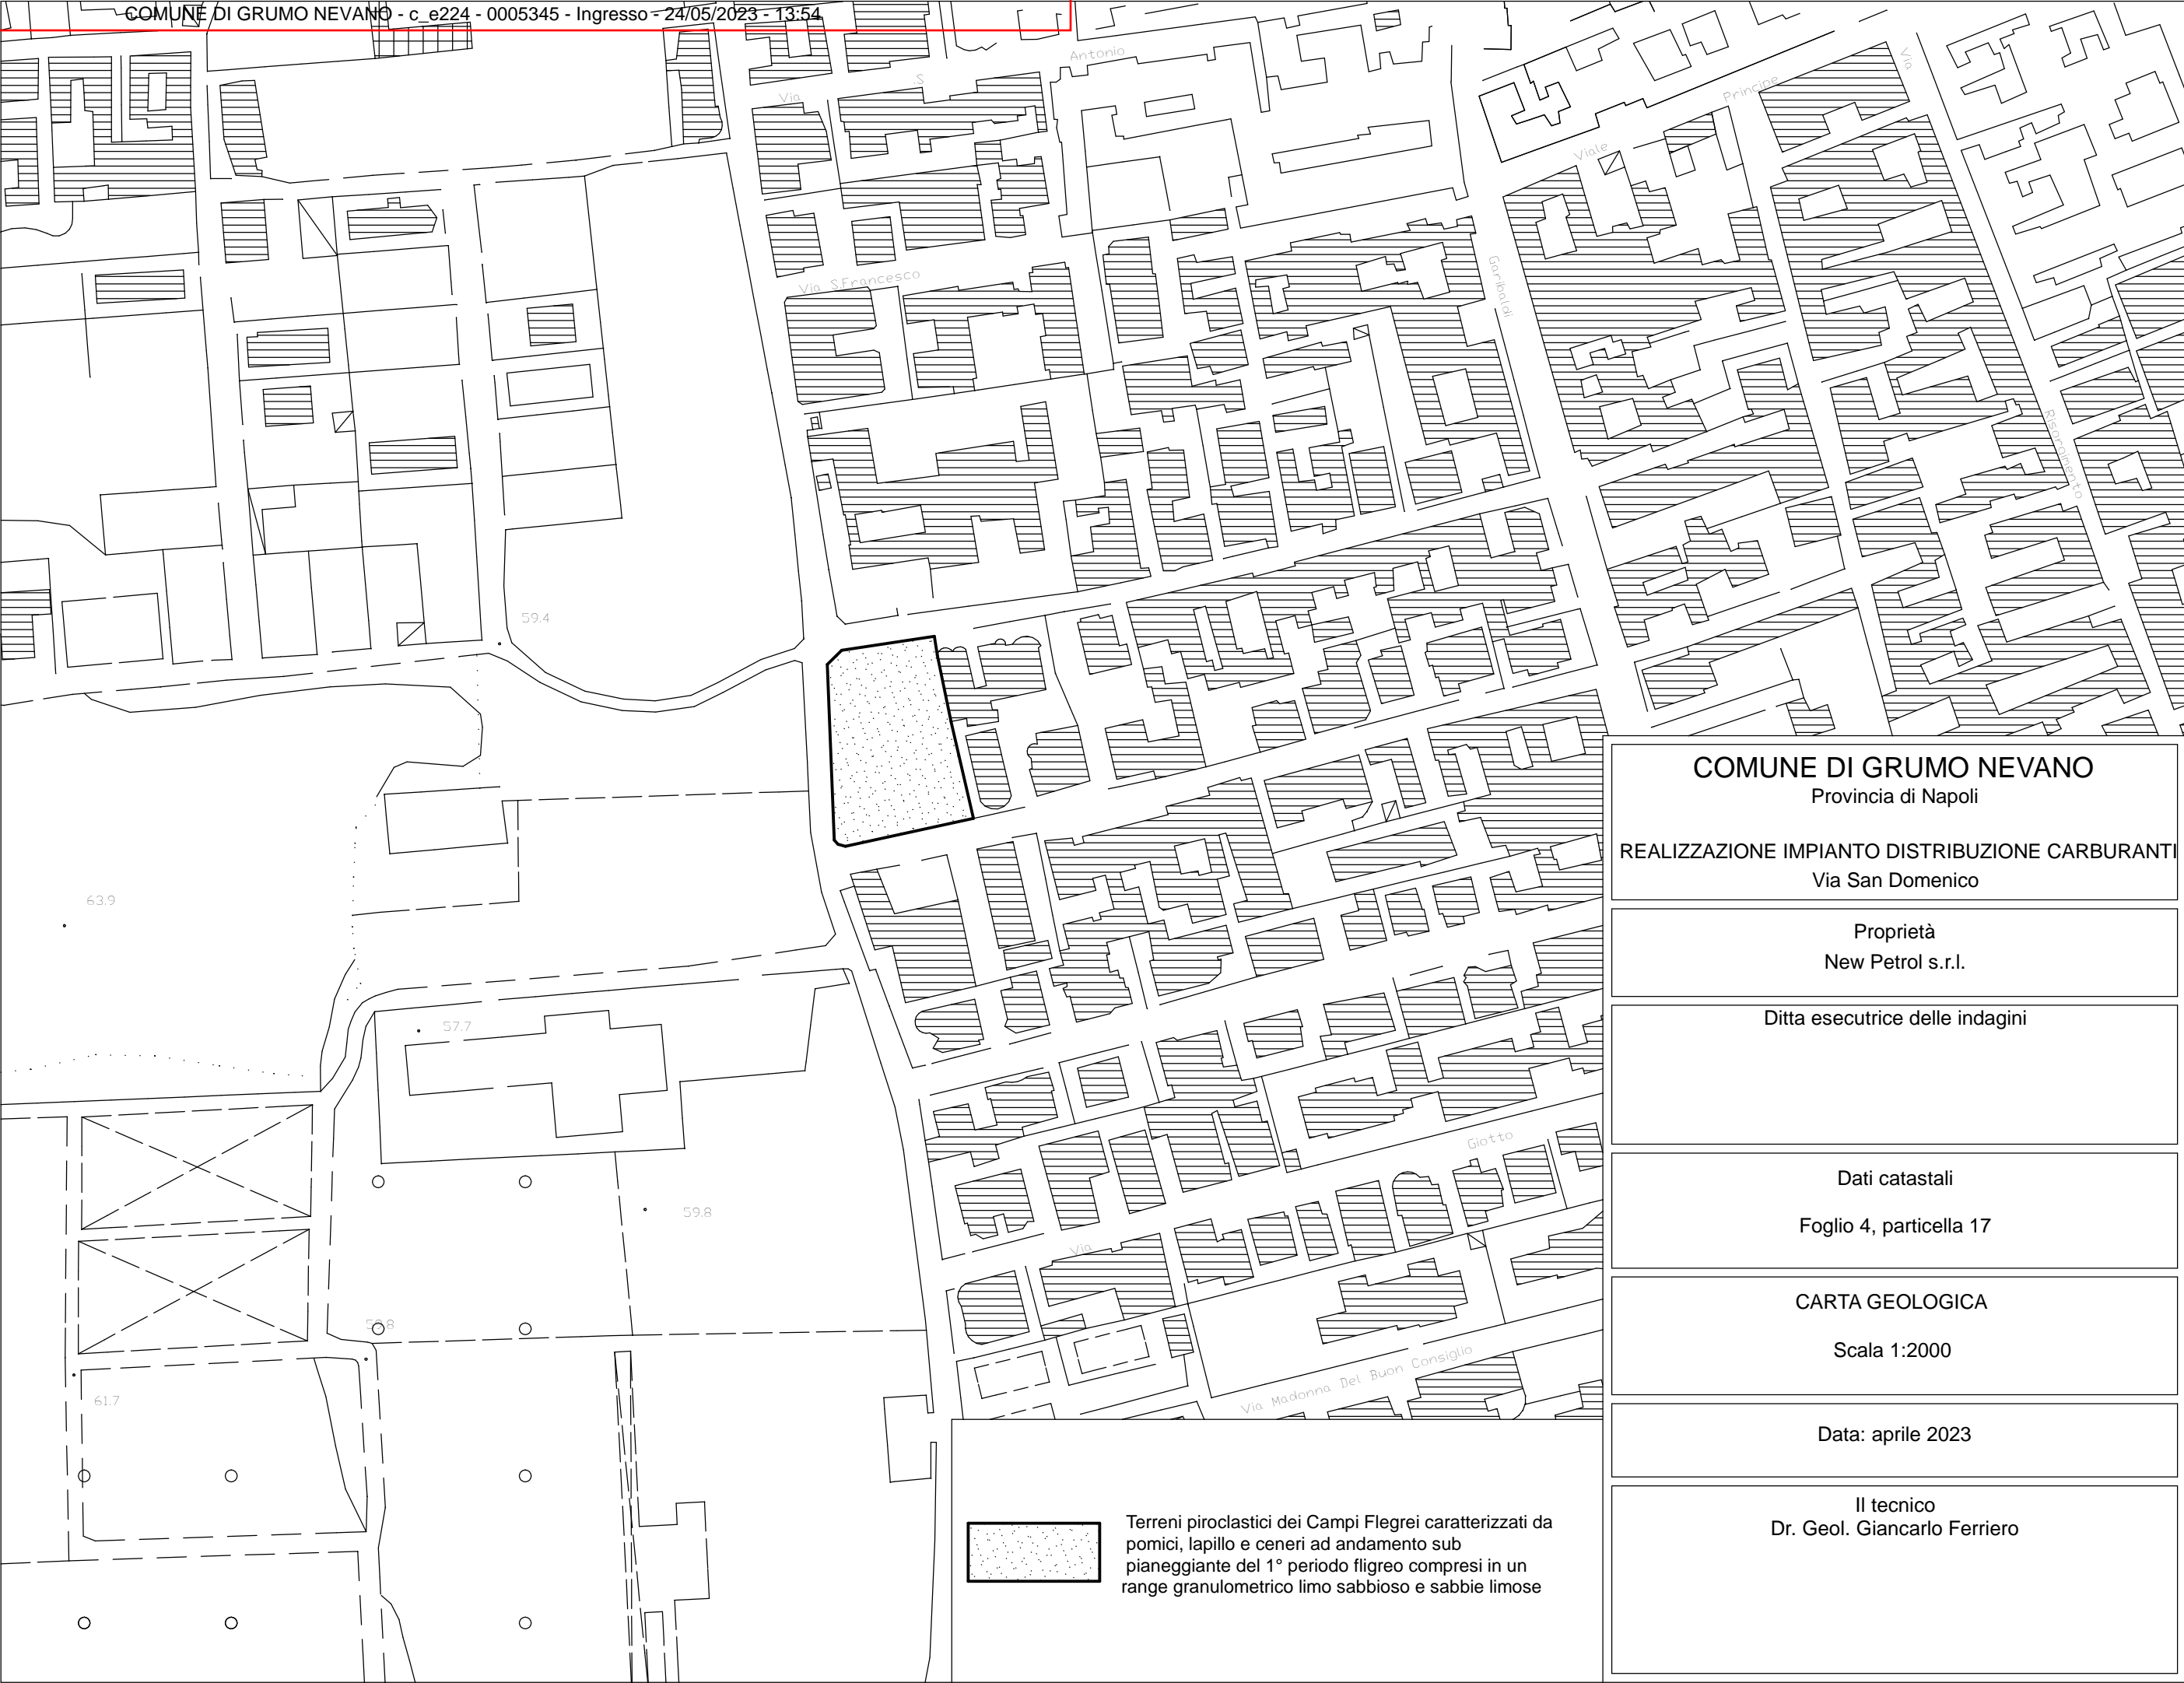 COMUNE DI GRUMO NEVANO - c_e224 - 0005345 - Ingresso - 24/05/2023 - 13:54
Antonio
S.
Via
Via
Principe
Viale
Via S.Francesco
Garibaldi
Risorgimento
59.4
63.9
57.7
59.8
59.8
61.7
Giotto
Via
Via Madonna Del Buon Consiglio
COMUNE DI GRUMO NEVANO
Provincia di Napoli
REALIZZAZIONE IMPIANTO DISTRIBUZIONE CARBURANTI
Via San Domenico
Proprietà
New Petrol s.r.l.
Ditta esecutrice delle indagini
Dati catastali
Foglio 4, particella 17
CARTA GEOLOGICA
Scala 1:2000
Data: aprile 2023
Il tecnico
Dr. Geol. Giancarlo Ferriero
Terreni piroclastici dei Campi Flegrei caratterizzati da
pomici, lapillo e ceneri ad andamento sub
pianeggiante del 1° periodo fligreo compresi in un
range granulometrico limo sabbioso e sabbie limose